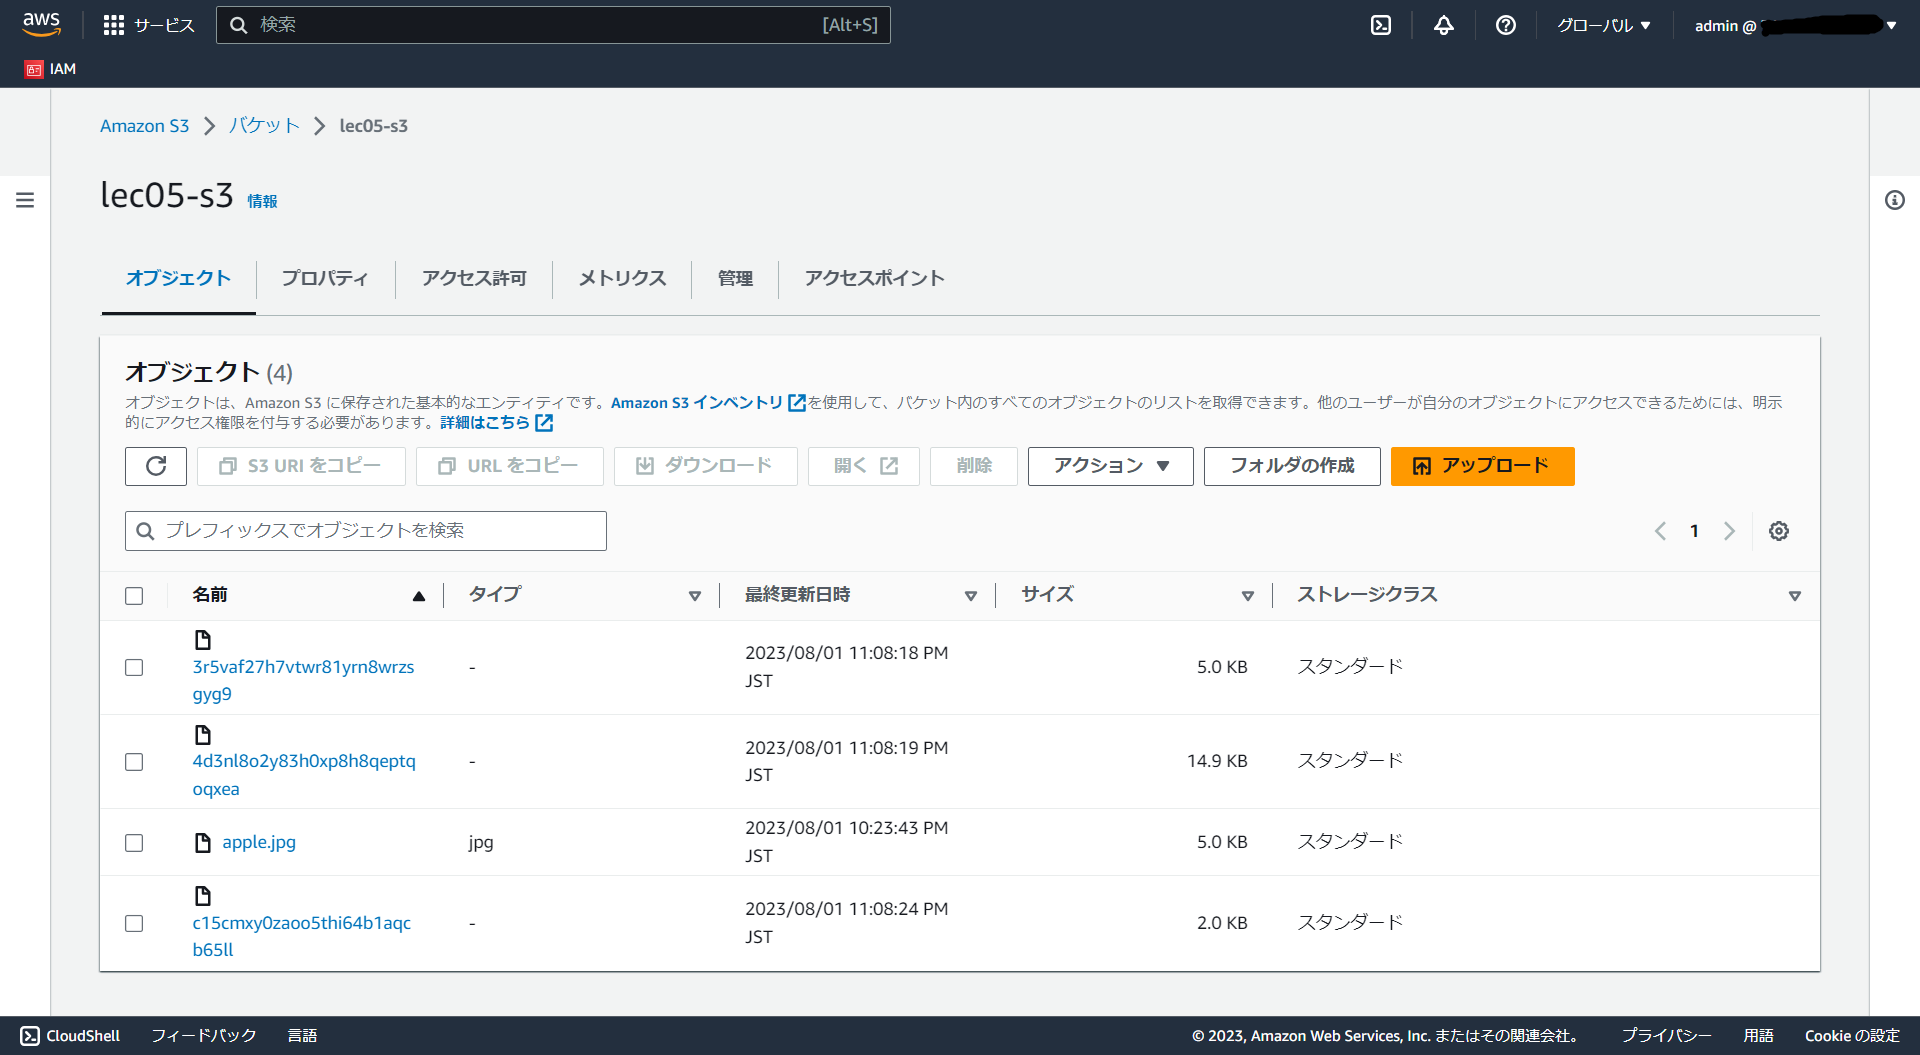 aws
サービス
検索
[Alt+S]
グローバル
admin @
IAM
Amazon S3
バケット
lec05-s3
lec05-s3
情報
オブジェクト
プロパティ
アクセス許可
メトリクス
管理
アクセスポイント
オブジェクト (4)
オブジェクトは、Amazon S3 に保存された基本的なエンティティです。Amazon S3 インベントリ を使用して、バケット内のすべてのオブジェクトのリストを取得できます。他のユーザーが自分のオブジェクトにアクセスできるためには、明示
的にアクセス権限を付与する必要があります。詳細はこちら
S3 URI をコピー
URL をコピー
ダウンロード
開く
削除
アクション
フォルダの作成
アップロード
プレフィックスでオブジェクトを検索
1
名前
タイプ
最終更新日時
サイズ
ストレージクラス
3r5vaf27h7vtwr81yrn8wrzs
gyg9
-
2023/08/01 11:08:18 PM
JST
5.0 KB
スタンダード
4d3nl8o2y83h0xp8h8qeptq
oqxea
-
2023/08/01 11:08:19 PM
JST
14.9 KB
スタンダード
apple.jpg
jpg
2023/08/01 10:23:43 PM
JST
5.0 KB
スタンダード
c15cmxy0zaoo5thi64b1aqc
b65ll
-
2023/08/01 11:08:24 PM
JST
2.0 KB
スタンダード
CloudShell
フィードバック
言語
© 2023, Amazon Web Services, Inc. またはその関連会社。
プライバシー
用語
Cookie の設定